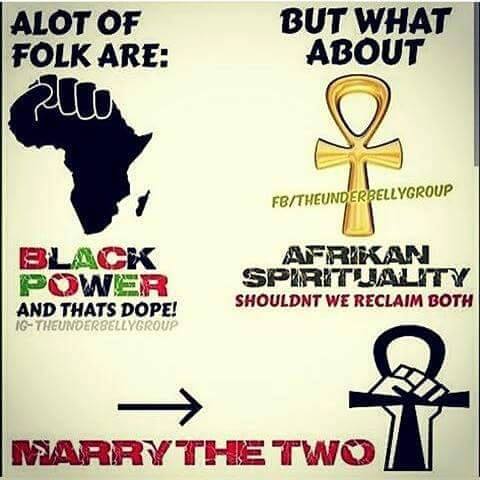 ALOT OF
FOLK ARE:
BLACK
POWER
AND THATS DOPE!
IG-THEUNDERBELLYGROUP
BUT WHAT
ABOUT
FB/THEUNDERBELLYGROUP
AFRIKAN
SPIRITUALITY
SHOULDNT WE RECLAIM BOTH
MARRY THE TWO